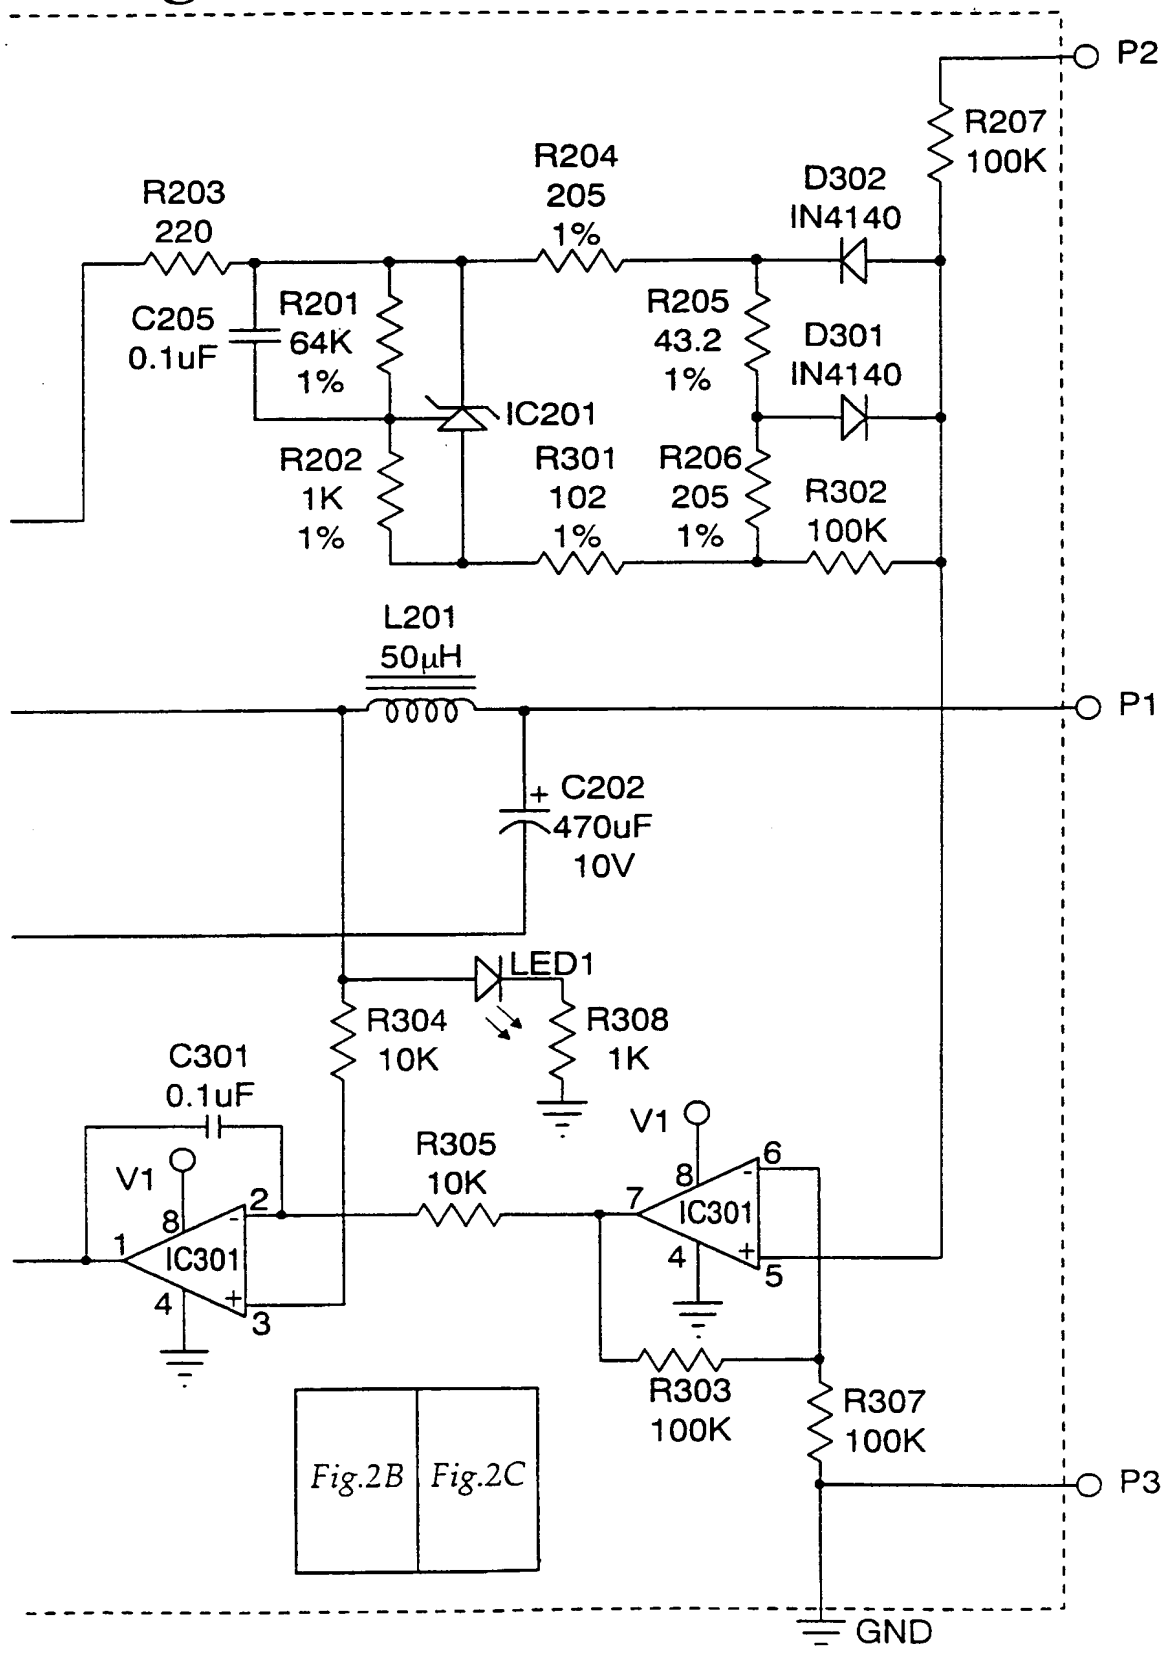 P2
R207
100K
R204
205
1%
D302
IN4140
R203
220
R205
43.2
1%
D301
IN4140
C205
0.1uF
R201
64K
1%
IC201
R202
1K
1%
R301
102
1%
R206
205
1%
R302
100K
L201
50µH
P1
+ C202
470uF
10V
LED1
R304
10K
R308
1K
C301
0.1uF
V1
8
2
-
IC301
1
4
+
3
R305
10K
V1
8
6
-
7
IC301
4
+
5
R303
100K
R307
100K
Fig.2B
Fig.2C
P3
GND